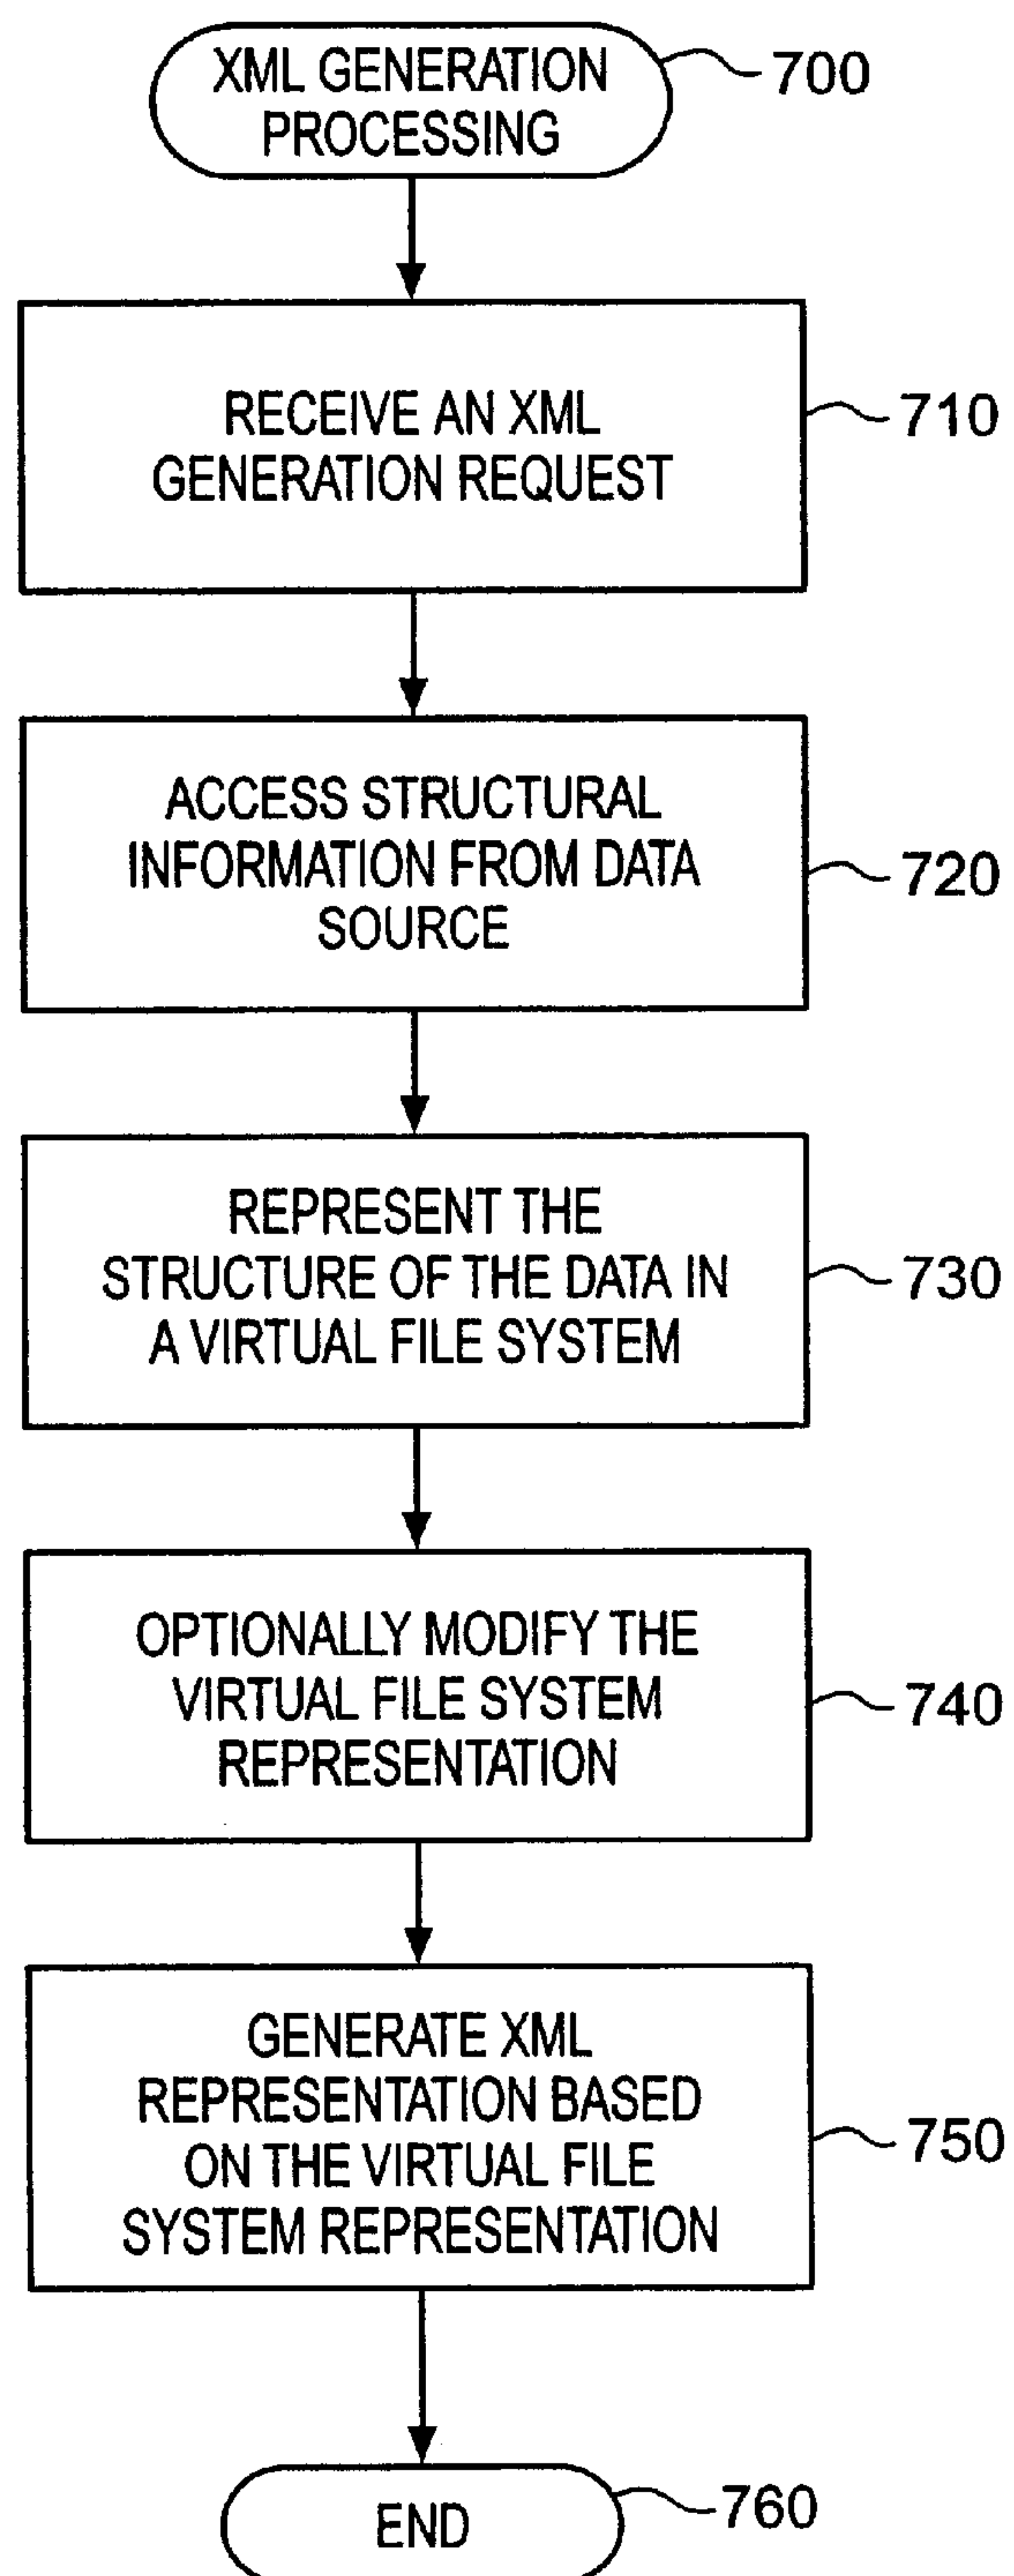 XML GENERATION
PROCESSING
700
RECEIVE AN XML
GENERATION REQUEST
710
ACCESS STRUCTURAL
INFORMATION FROM DATA
SOURCE
720
REPRESENT THE
STRUCTURE OF THE DATA IN
A VIRTUAL FILE SYSTEM
730
OPTIONALLY MODIFY THE
VIRTUAL FILE SYSTEM
REPRESENTATION
740
GENERATE XML
REPRESENTATION BASED
ON THE VIRTUAL FILE
SYSTEM REPRESENTATION
750
END
760